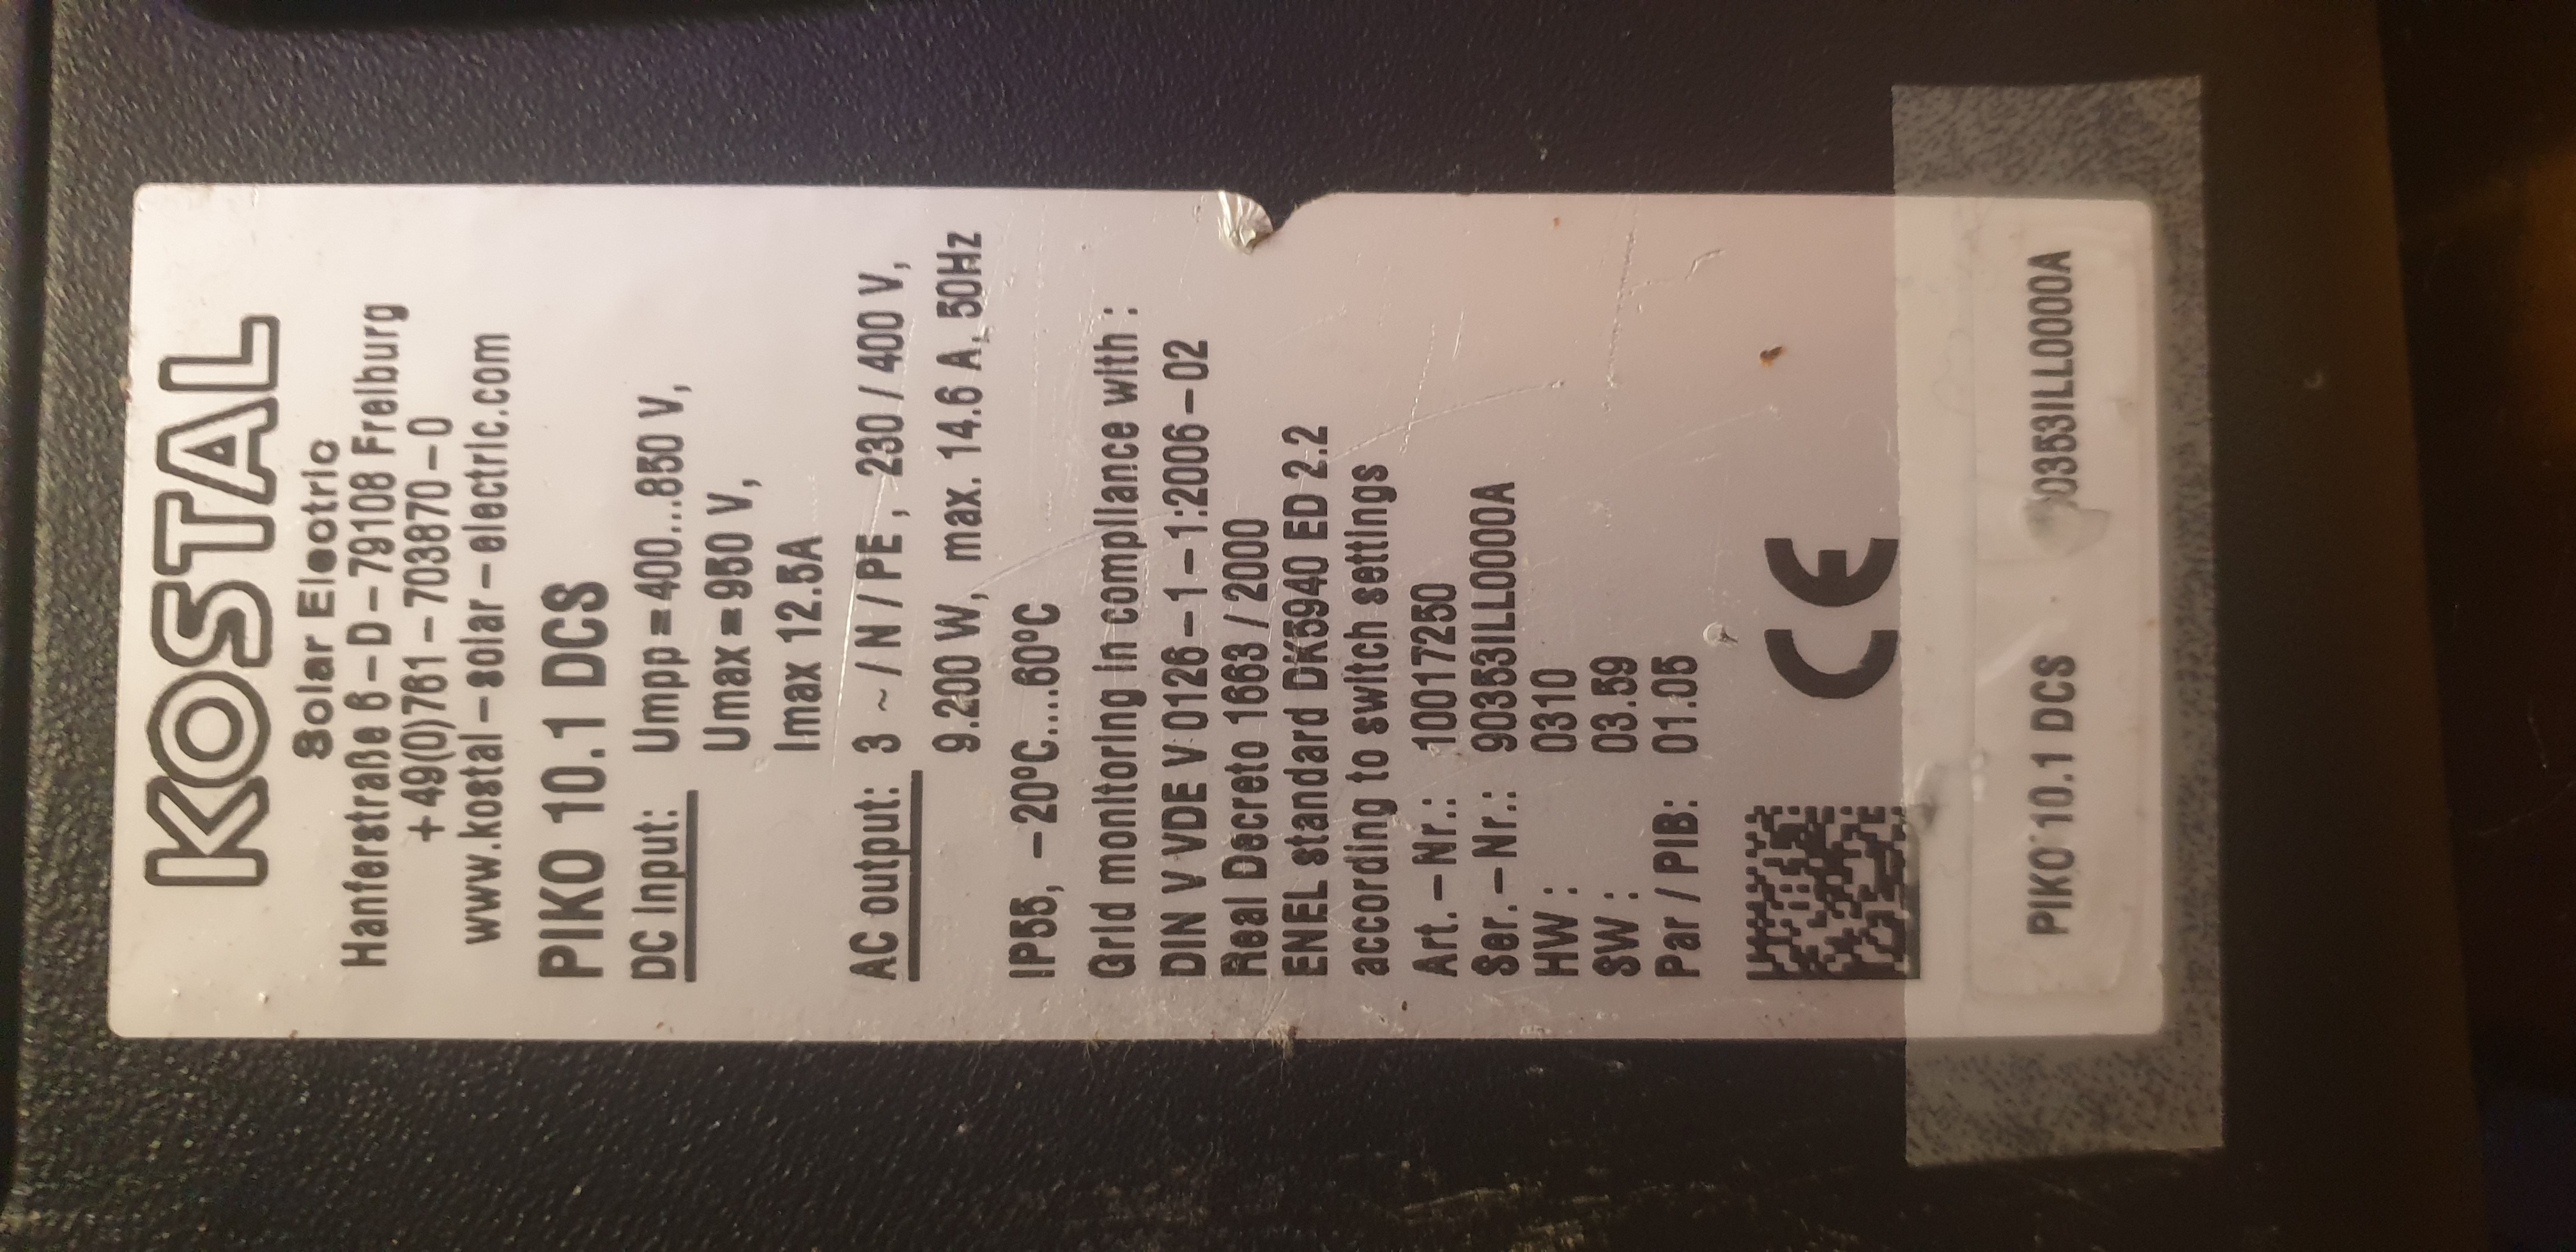 KOSTAL
Solar Electric
Hanferstraße 6 – D – 79108 Freiburg
+49(0)761 – 703870 – 0
www.kostal – solar – electric.com
PIKO 10.1 DCS
DC Input: Umpp = 400...850 V,
Umax = 950 V,
Imax 12.5A
AC output: 3 ~ / N / PE , 230 / 400 V,
9.200 W, max. 14.6 A, 50Hz
IP55, –20°C....60°C
Grid monitoring in compliance with :
DIN V VDE V 0126 – 1 – 1:2006 – 02
Real Decreto 1663 / 2000
ENEL standard DK5940 ED 2.2
according to switch settings
Art. – Nr.: 10017250
Ser. – Nr.: 90353ILL0000A
HW : 0310
SW : 03.59
Par / PIB: 01.05
CE
PIKO 10.1 DCS 0353ILL0000A